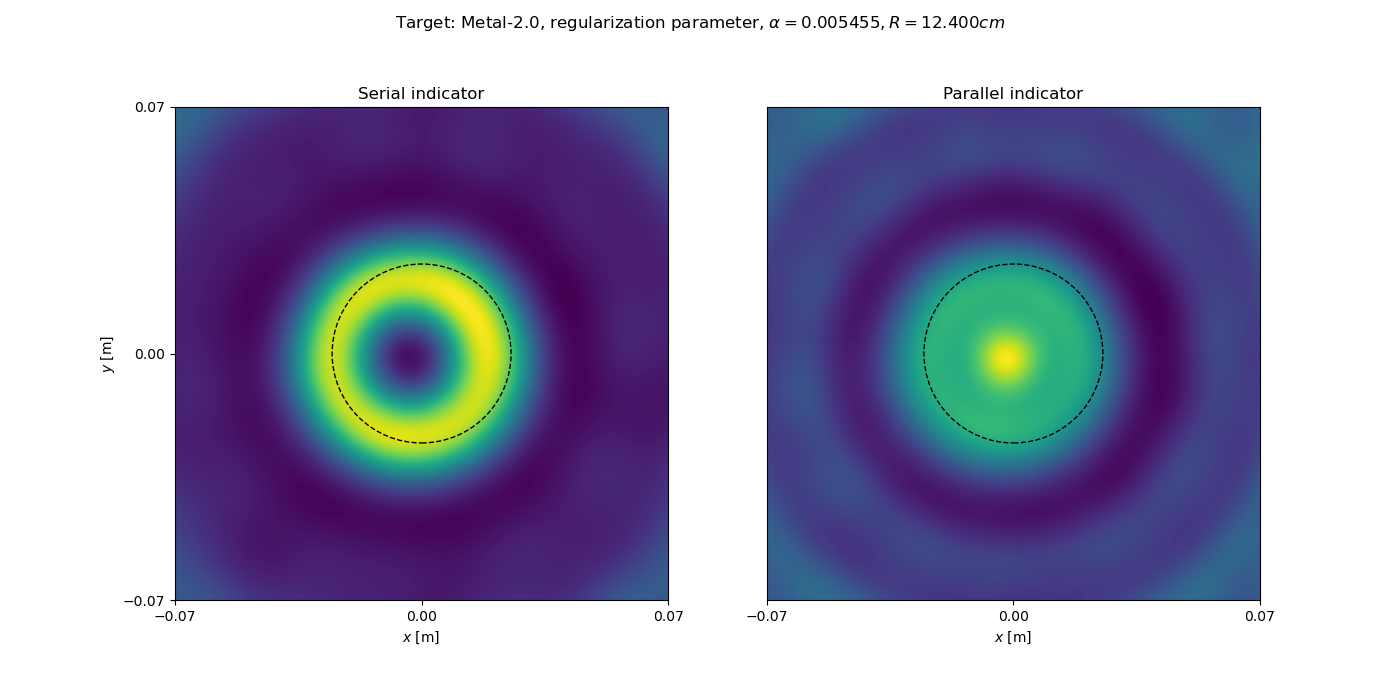 Target: Metal-2.0, regularization parameter, α = 0.005455, R = 12.400cm
Serial indicator
Parallel indicator
0.07
0.00
−0.07
y [m]
−0.07 0.00 0.07
x [m]
−0.07 0.00 0.07
x [m]